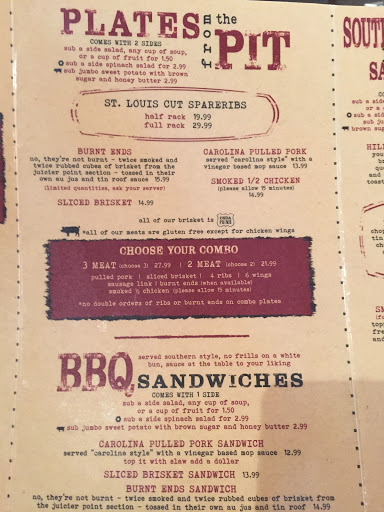 PLATES from the PIT
COMES WITH 2 SIDES
sub a side salad, any cup of soup,
or a cup of fruit for 1.50
sub a side spinach salad for 2.99
sub jumbo sweet potato with brown
sugar and honey butter 2.99
ST. LOUIS CUT SPARERIBS
half rack 19.99
full rack 29.99
BURNT ENDS
no, they're not burnt - twice smoked and
twice rubbed cubes of brisket from the
juicier point section - tossed in their
own au jus and tin roof sauce 15.99
(limited quantities, ask your server)
SLICED BRISKET 14.99
CAROLINA PULLED PORK
served "carolina style" with a
vinegar based mop sauce 13.99
SMOKED 1/2 CHICKEN
(please allow 15 minutes)
14.99
all of our brisket is
*all of our meats are gluten free except for chicken wings
CHOOSE YOUR COMBO
3 MEAT (choose 3) 27.99 | 2 MEAT (choose 2) 21.99
pulled pork | sliced brisket | 4 ribs | 6 wings
sausage link | burnt ends (when available)
smoked ½ chicken (please allow 15 minutes)
*no double orders of ribs or burnt ends on combo plates
BBQ SANDWICHES
served southern style, no frills on a white
bun, sauce at the table to your liking
COMES WITH 1 SIDE
sub a side salad, any cup of soup,
or a cup of fruit for 1.50
sub a side spinach salad for 2.99
sub jumbo sweet potato with brown sugar and honey butter 2.99
CAROLINA PULLED PORK SANDWICH
served "carolina style" with a vinegar based mop sauce 12.99
top it with slaw add a dollar
SLICED BRISKET SANDWICH 13.99
BURNT ENDS SANDWICH
no, they're not burnt - twice smoked and twice rubbed cubes of brisket from
the juicier point section - tossed in their own au jus and tin roof 14.99